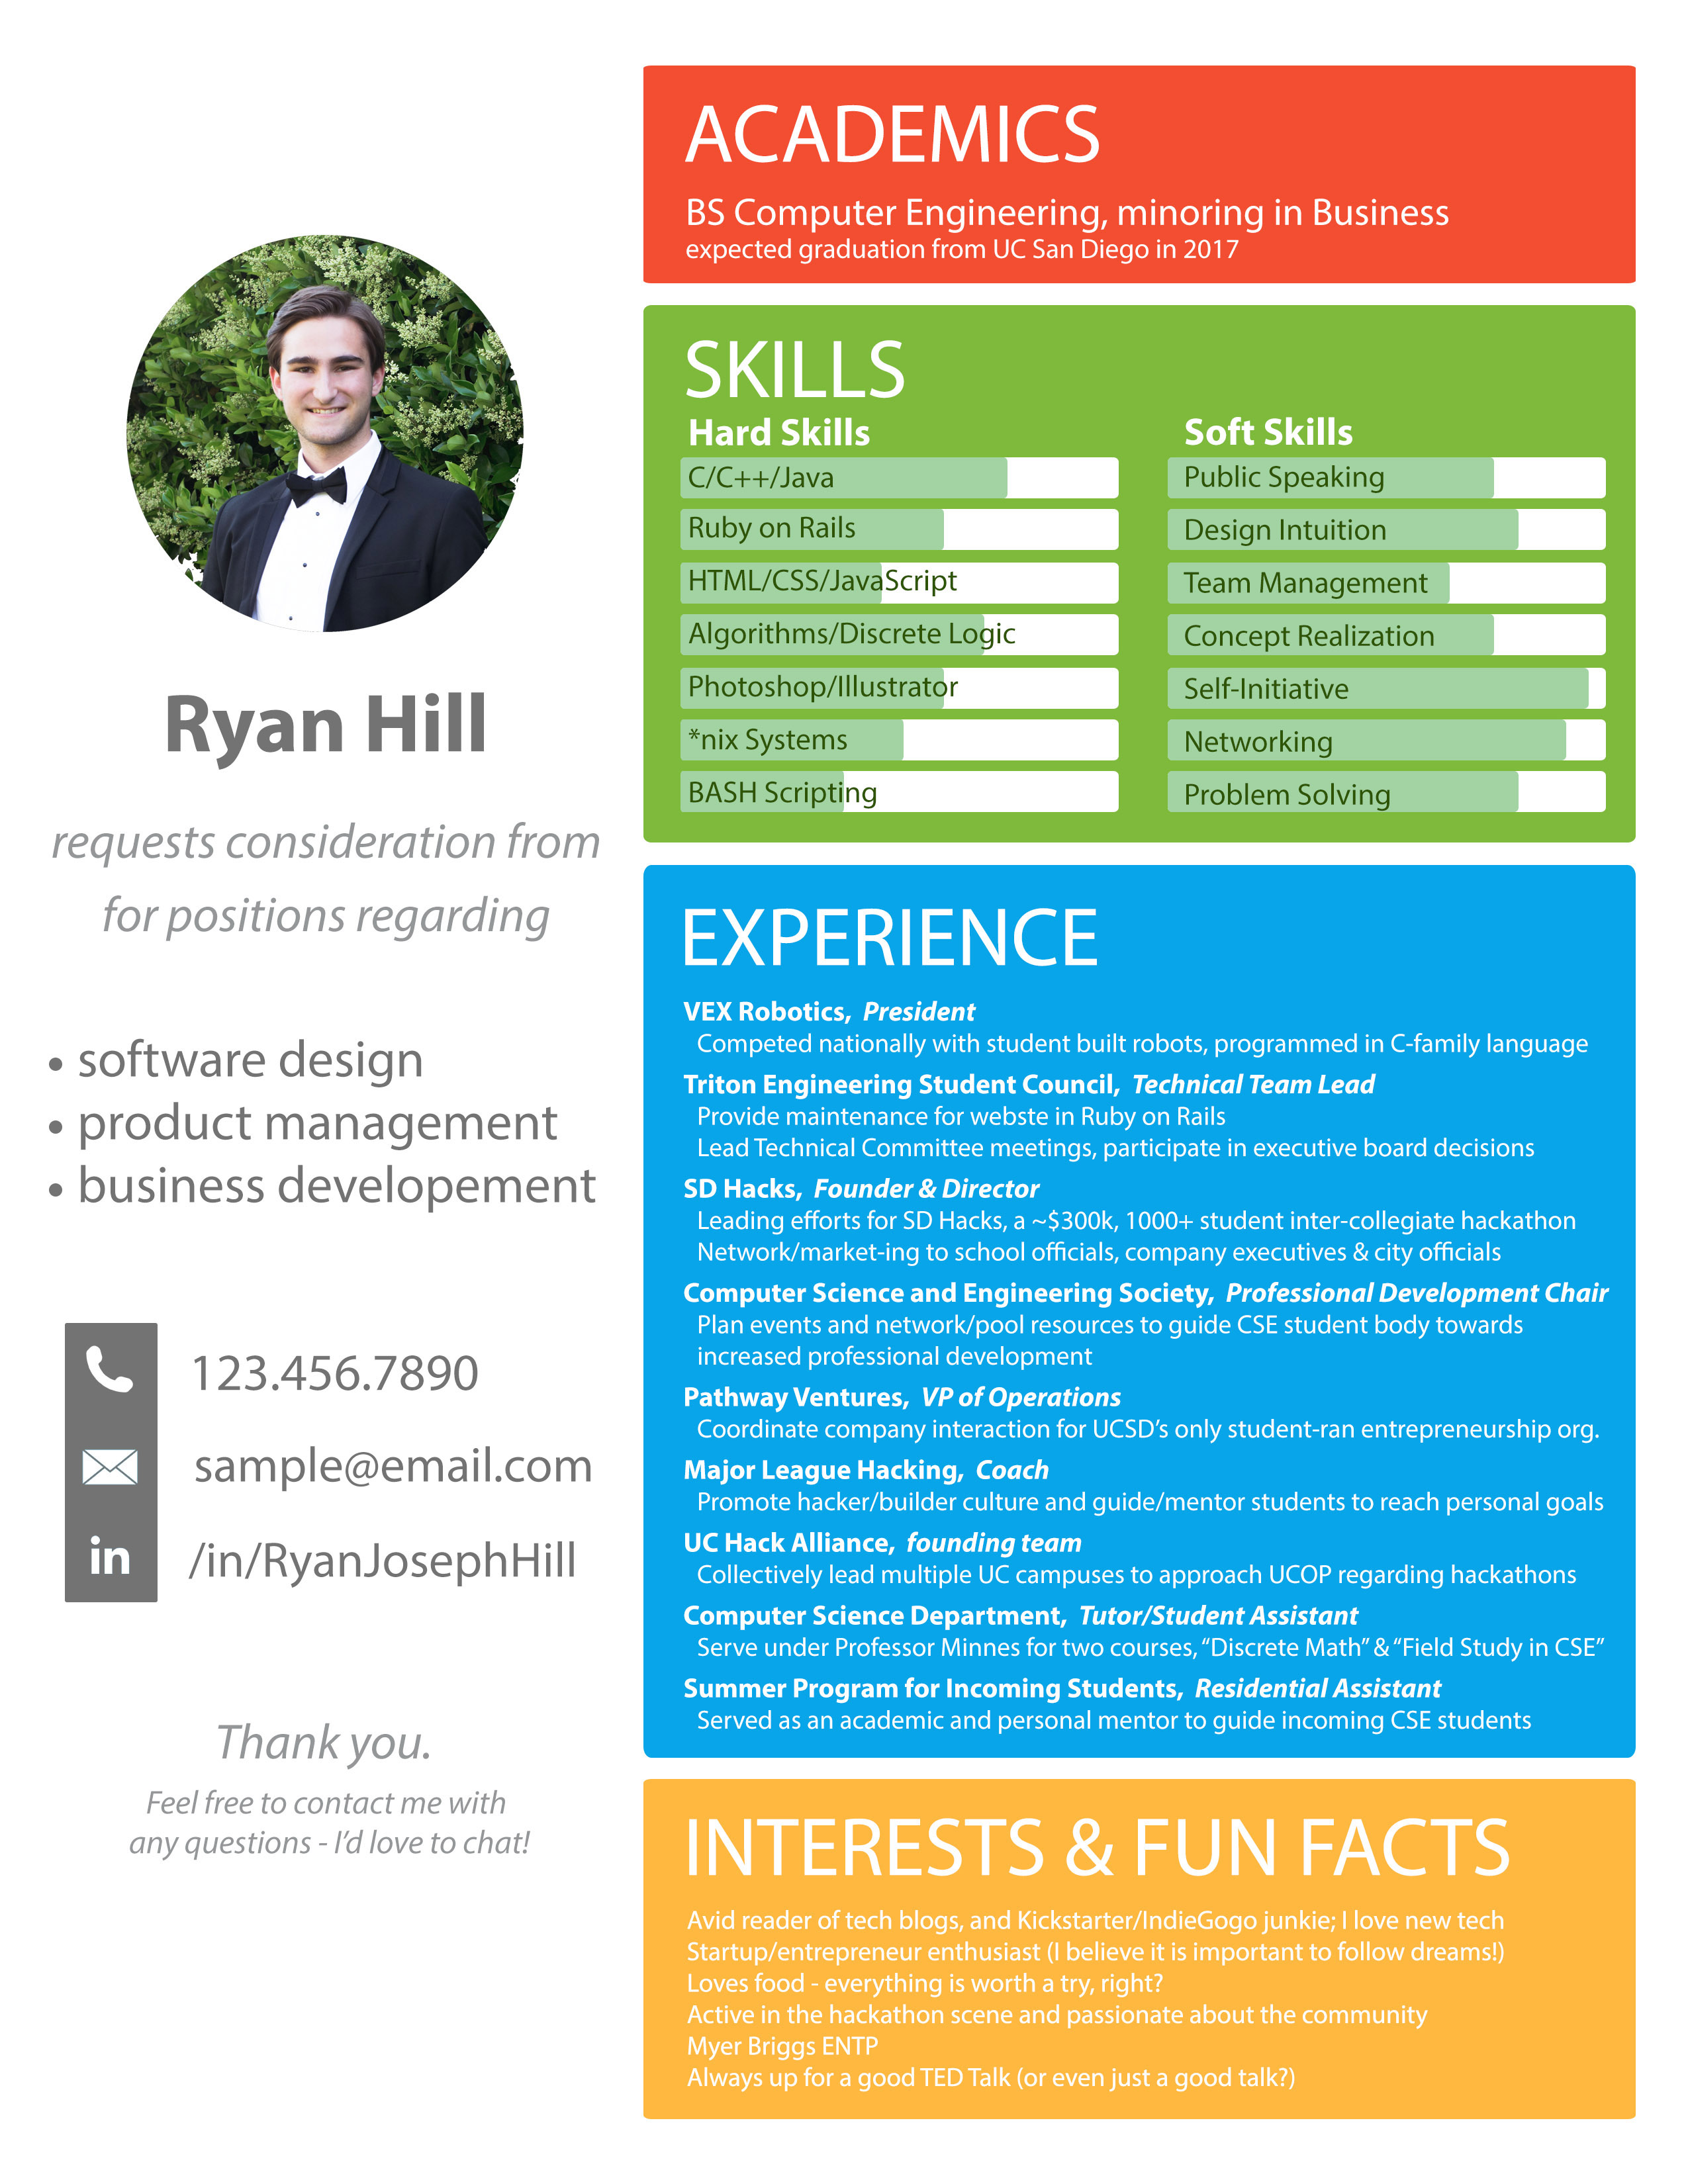 Ryan Hill
requests consideration from
for positions regarding
• software design
• product management
• business developement
123.456.7890
sample@email.com
in
/in/RyanJosephHill
Thank you.
Feel free to contact me with
any questions - I’d love to chat!
ACADEMICS
BS Computer Engineering, minoring in Business
expected graduation from UC San Diego in 2017
SKILLS
Hard Skills
C/C++/Java
Ruby on Rails
HTML/CSS/JavaScript
Algorithms/Discrete Logic
Photoshop/Illustrator
*nix Systems
BASH Scripting
Soft Skills
Public Speaking
Design Intuition
Team Management
Concept Realization
Self-Initiative
Networking
Problem Solving
EXPERIENCE
VEX Robotics, President
Competed nationally with student built robots, programmed in C-family language
Triton Engineering Student Council, Technical Team Lead
Provide maintenance for webste in Ruby on Rails
Lead Technical Committee meetings, participate in executive board decisions
SD Hacks, Founder & Director
Leading efforts for SD Hacks, a ~$300k, 1000+ student inter-collegiate hackathon
Network/market-ing to school officials, company executives & city officials
Computer Science and Engineering Society, Professional Development Chair
Plan events and network/pool resources to guide CSE student body towards
increased professional development
Pathway Ventures, VP of Operations
Coordinate company interaction for UCSD’s only student-ran entrepreneurship org.
Major League Hacking, Coach
Promote hacker/builder culture and guide/mentor students to reach personal goals
UC Hack Alliance, founding team
Collectively lead multiple UC campuses to approach UCOP regarding hackathons
Computer Science Department, Tutor/Student Assistant
Serve under Professor Minnes for two courses, “Discrete Math” & “Field Study in CSE”
Summer Program for Incoming Students, Residential Assistant
Served as an academic and personal mentor to guide incoming CSE students
INTERESTS & FUN FACTS
Avid reader of tech blogs, and Kickstarter/IndieGogo junkie; I love new tech
Startup/entrepreneur enthusiast (I believe it is important to follow dreams!)
Loves food - everything is worth a try, right?
Active in the hackathon scene and passionate about the community
Myer Briggs ENTP
Always up for a good TED Talk (or even just a good talk?)